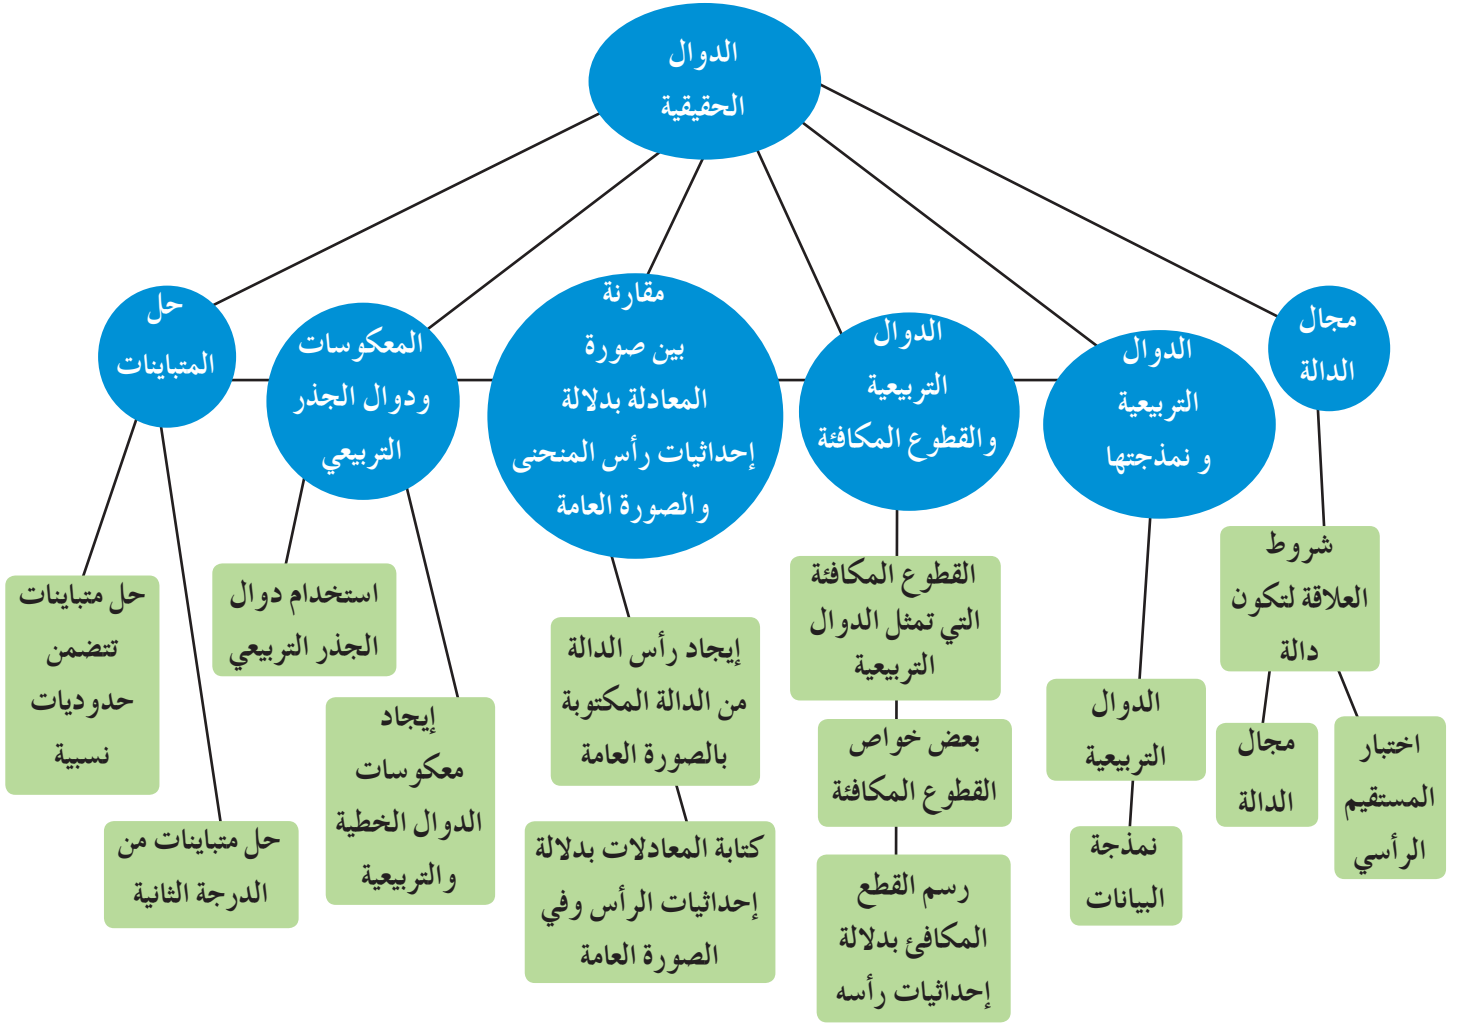 الدوال
الحقيقية
مجال
الدالة
الدوال
التربيعية
و نمذجتها
الدوال
التربيعية
والقطوع المكافئة
مقارنة
بين صورة
المعادلة بدلالة
إحداثيات رأس المنحنى
والصورة العامة
المعكوسات
ودوال الجذر
التربيعي
حل
المتباينات
شروط
العلاقة لتكون
دالة
اختبار
المستقيم
الرأسي
مجال
الدالة
الدوال
التربيعية
نمذجة
البيانات
القطوع المكافئة
التي تمثل الدوال
التربيعية
بعض خواص
القطوع المكافئة
رسم القطع
المكافئ بدلالة
إحداثيات رأسه
إيجاد رأس الدالة
من الدالة المكتوبة
بالصورة العامة
كتابة المعادلات بدلالة
إحداثيات الرأس وفي
الصورة العامة
استخدام دوال
الجذر التربيعي
إيجاد
معكوسات
الدوال الخطية
والتربيعية
حل متباينات
تتضمن
حدوديات
نسبية
حل متباينات من
الدرجة الثانية